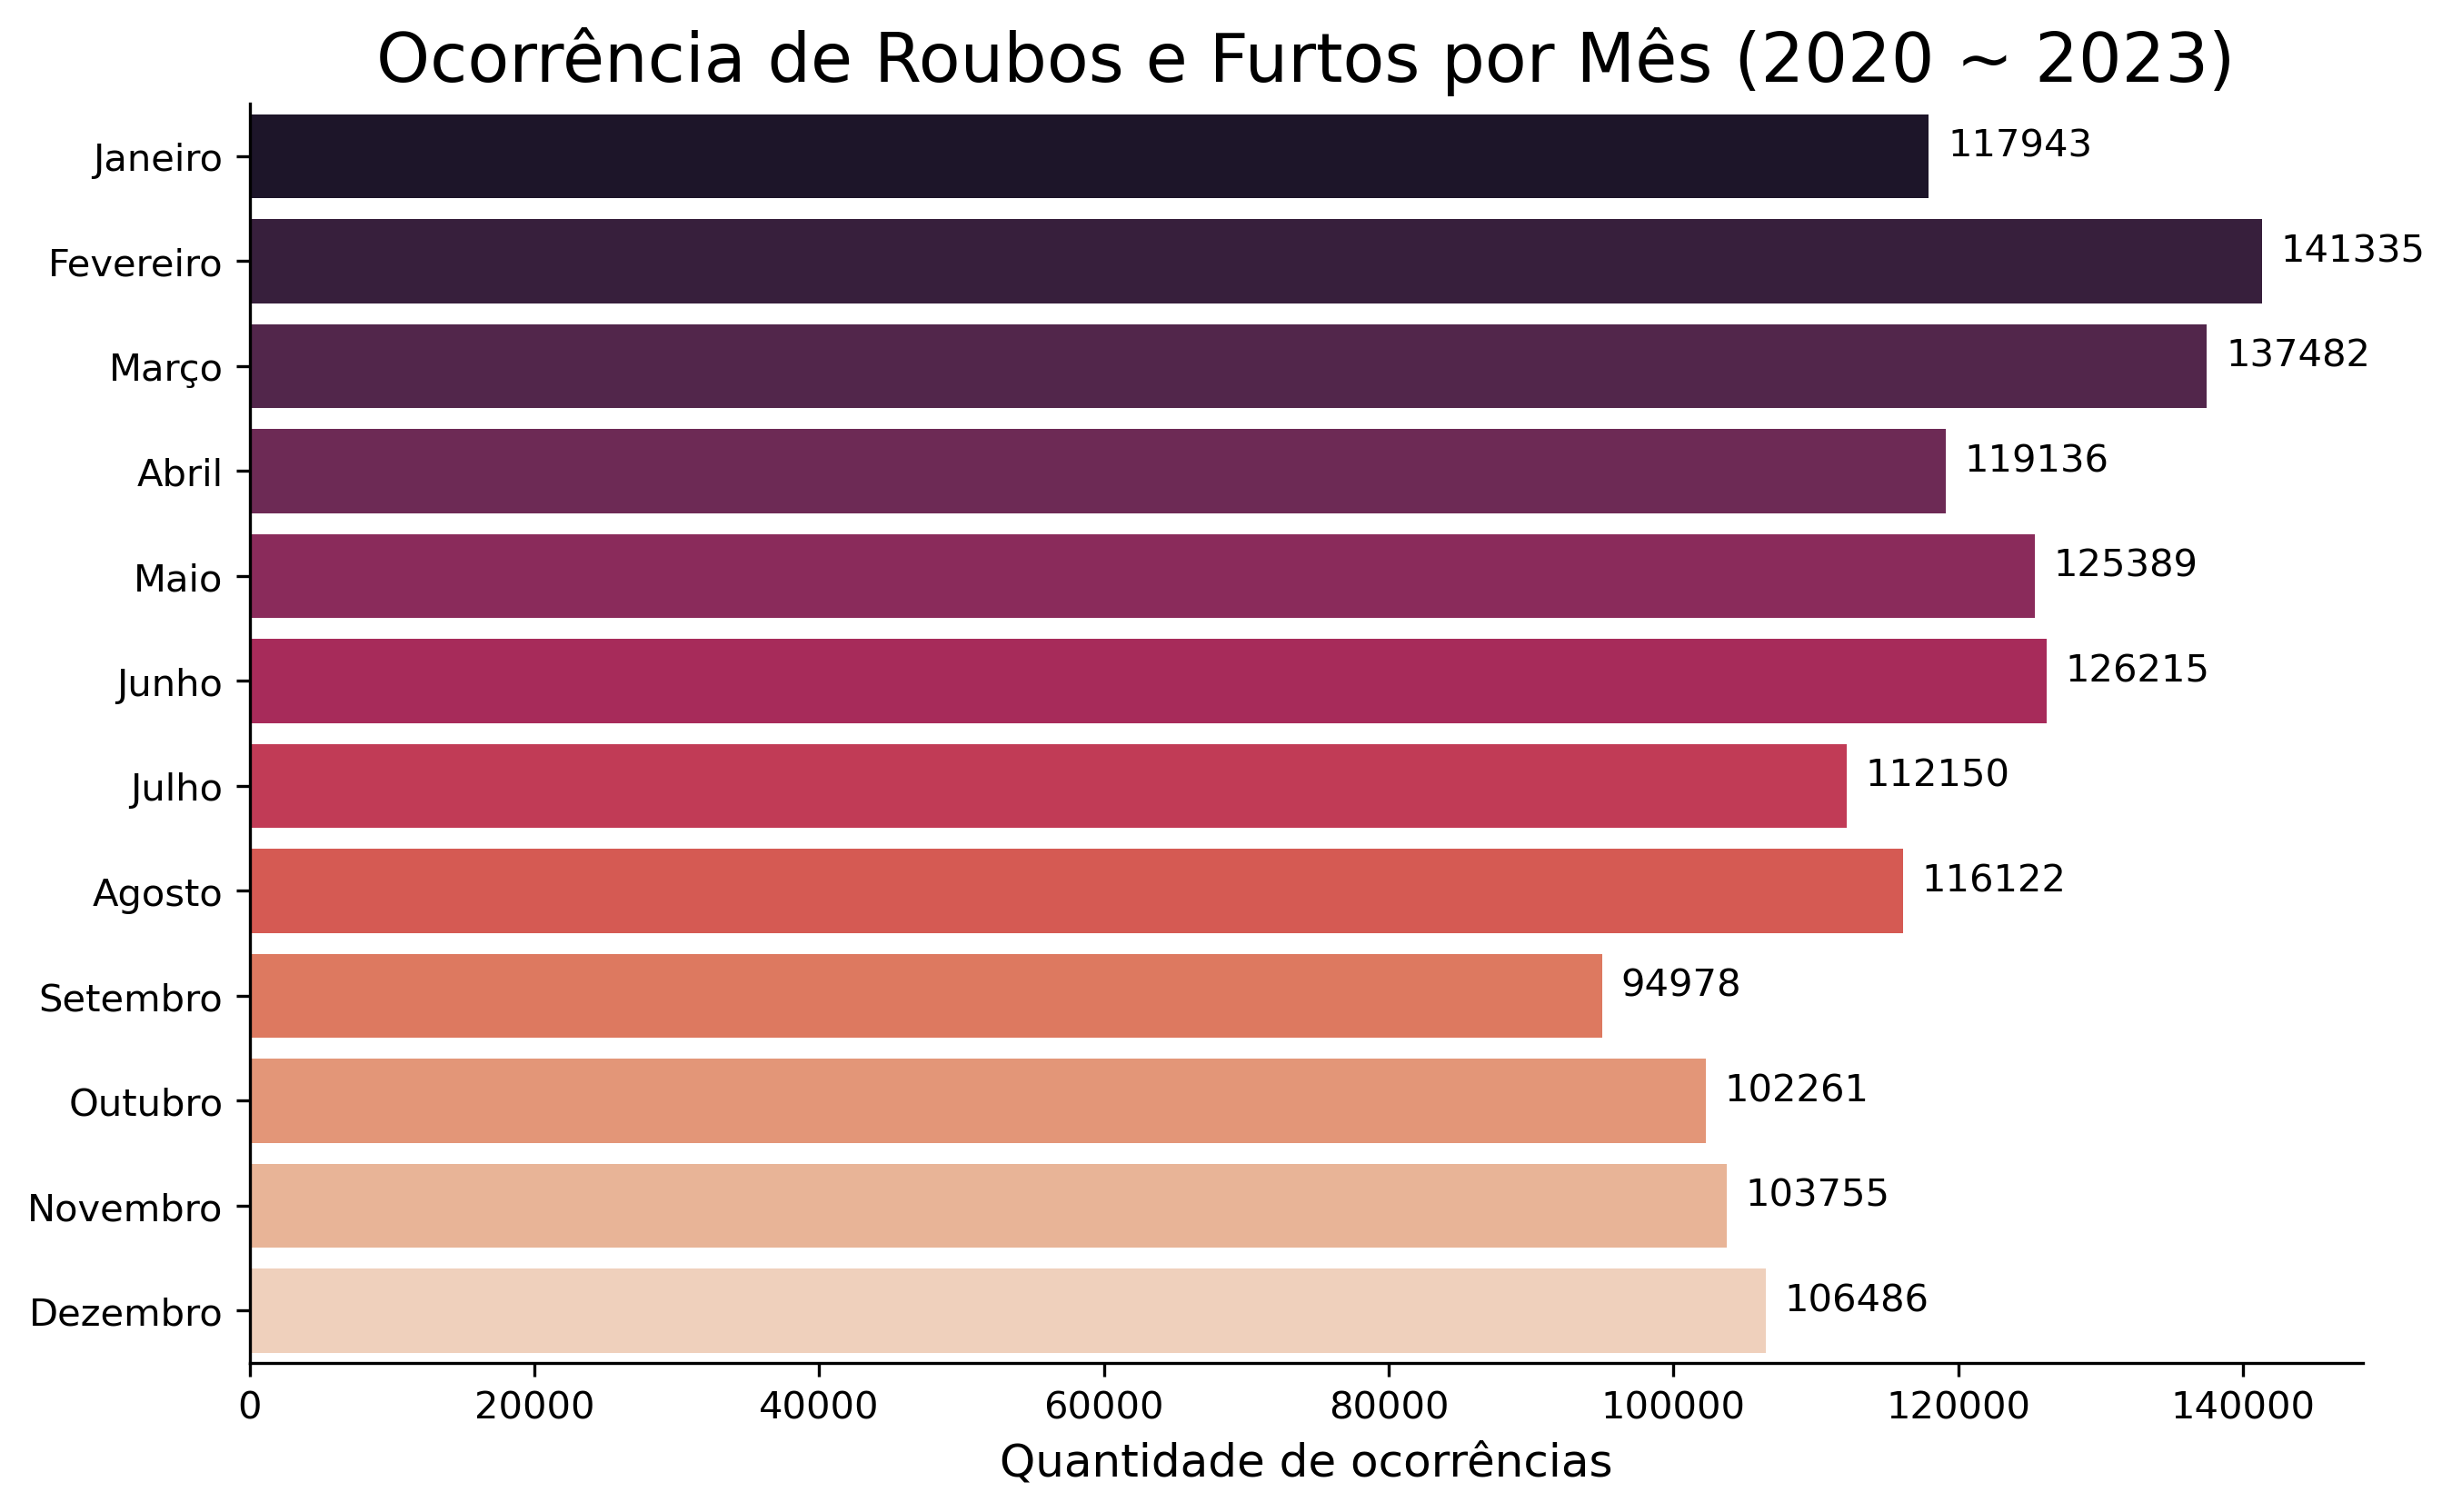 Ocorrência de Roubos e Furtos por Mês (2020 ~ 2023)
Janeiro 117943
Fevereiro 141335
Março 137482
Abril 119136
Maio 125389
Junho 126215
Julho 112150
Agosto 116122
Setembro 94978
Outubro 102261
Novembro 103755
Dezembro 106486
0 20000 40000 60000 80000 100000 120000 140000
Quantidade de ocorrências